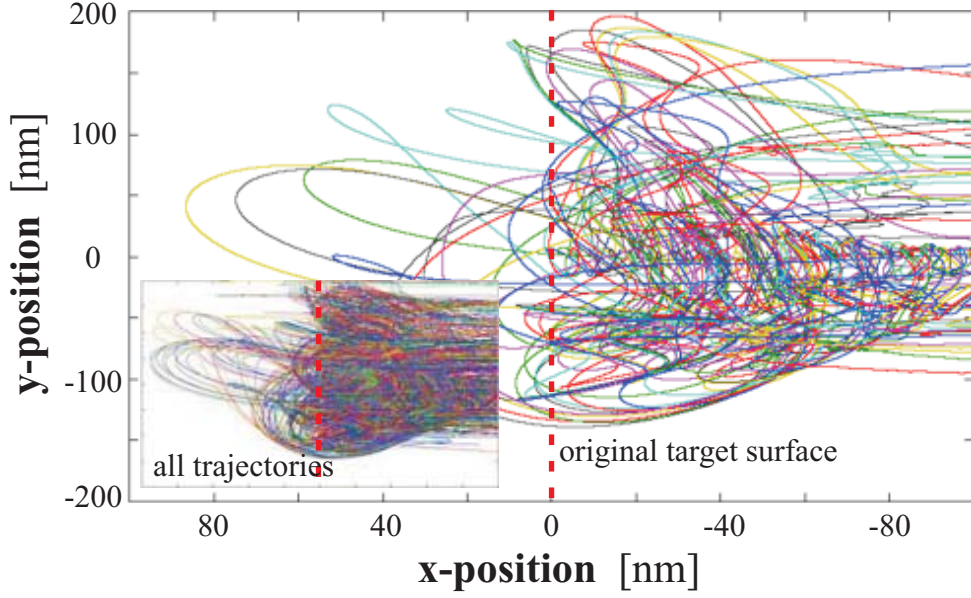 200
100
0
-100
-200
y-position [nm]
all trajectories
original target surface
80
40
0
-40
-80
x-position [nm]